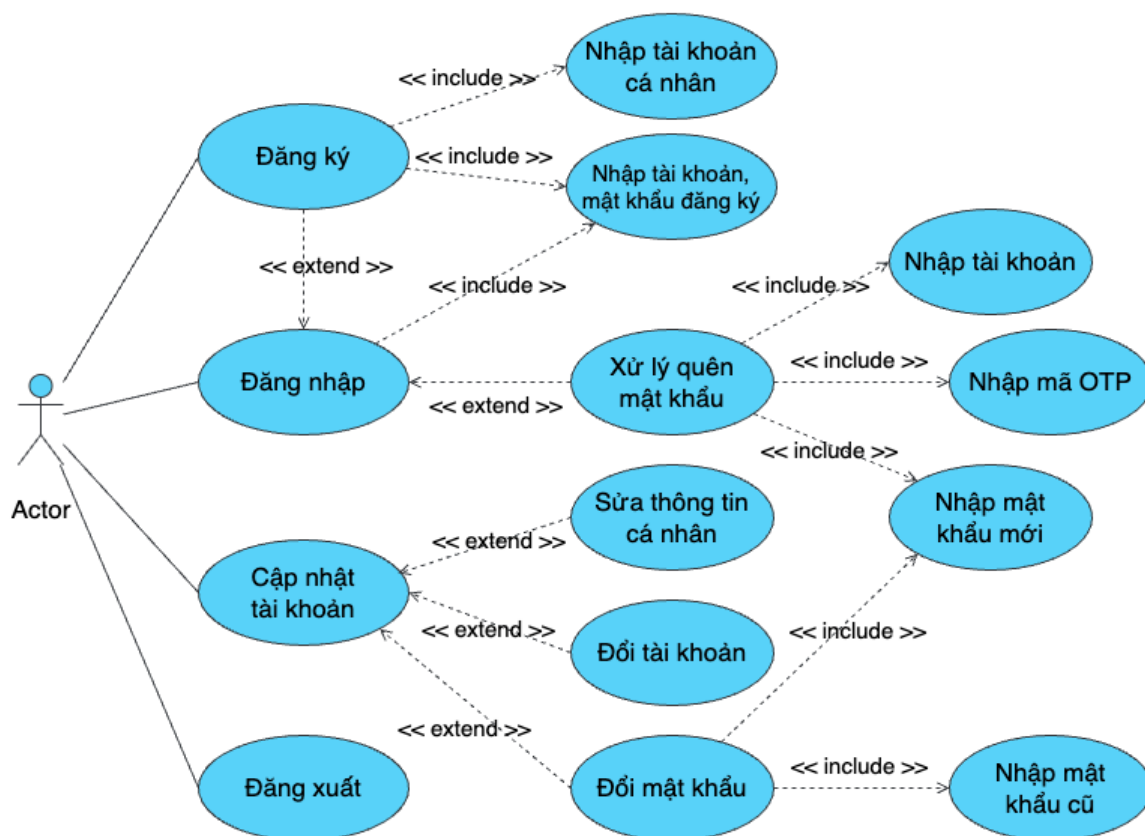 Nhập tài khoản
cá nhân
<< include >>
Đăng ký
<< include >>
Nhập tài khoản,
mật khẩu đăng ký
<< extend >>
<< include >>
Nhập tài khoản
<< include >>
Đăng nhập
<< extend >>
Xử lý quên
mật khẩu
<< include >>
Nhập mã OTP
<< include >>
Actor
Sửa thông tin
cá nhân
<< extend >>
Nhập mật
khẩu mới
Cập nhật
tài khoản
<< extend >>
Đổi tài khoản
<< include >>
<< extend >>
Đăng xuất
Đổi mật khẩu
<< include >>
Nhập mật
khẩu cũ